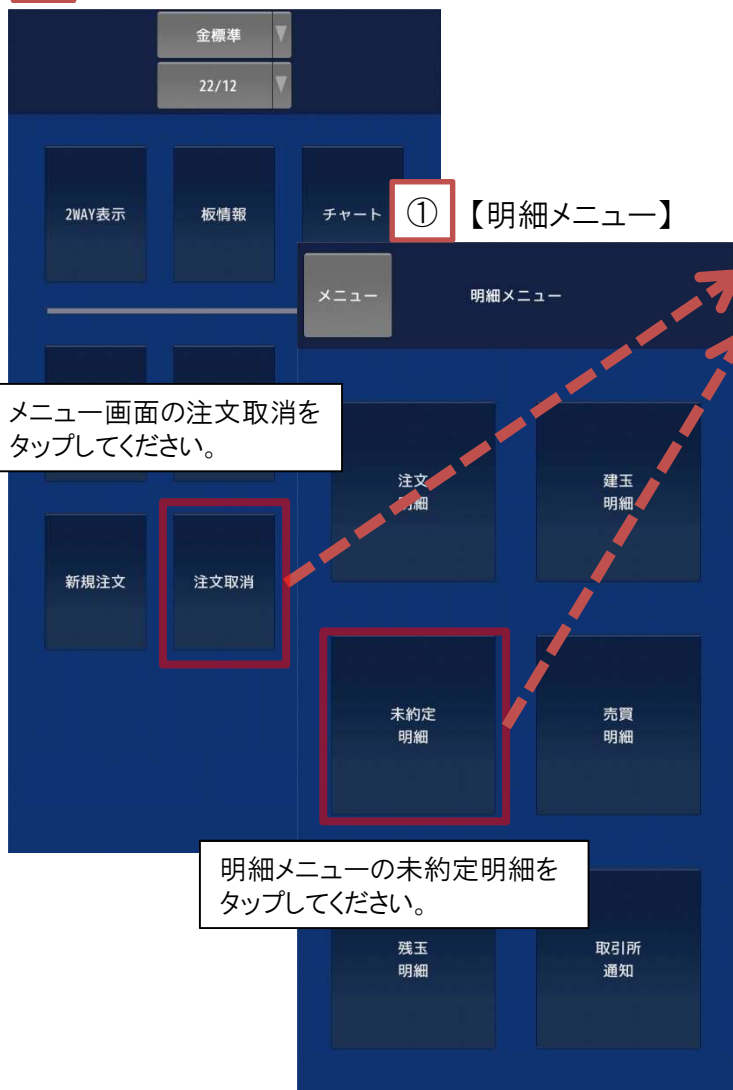 金標準
22/12
2WAY表示
板情報
チャート
① 【明細メニュー】
メニュー
明細メニュー
メニュー画面の注文取消を
タップしてください。
注文
明細
建玉
明細
新規注文
注文取消
未約定
明細
売買
明細
明細メニューの未約定明細を
タップしてください。
残玉
明細
取引所
通知